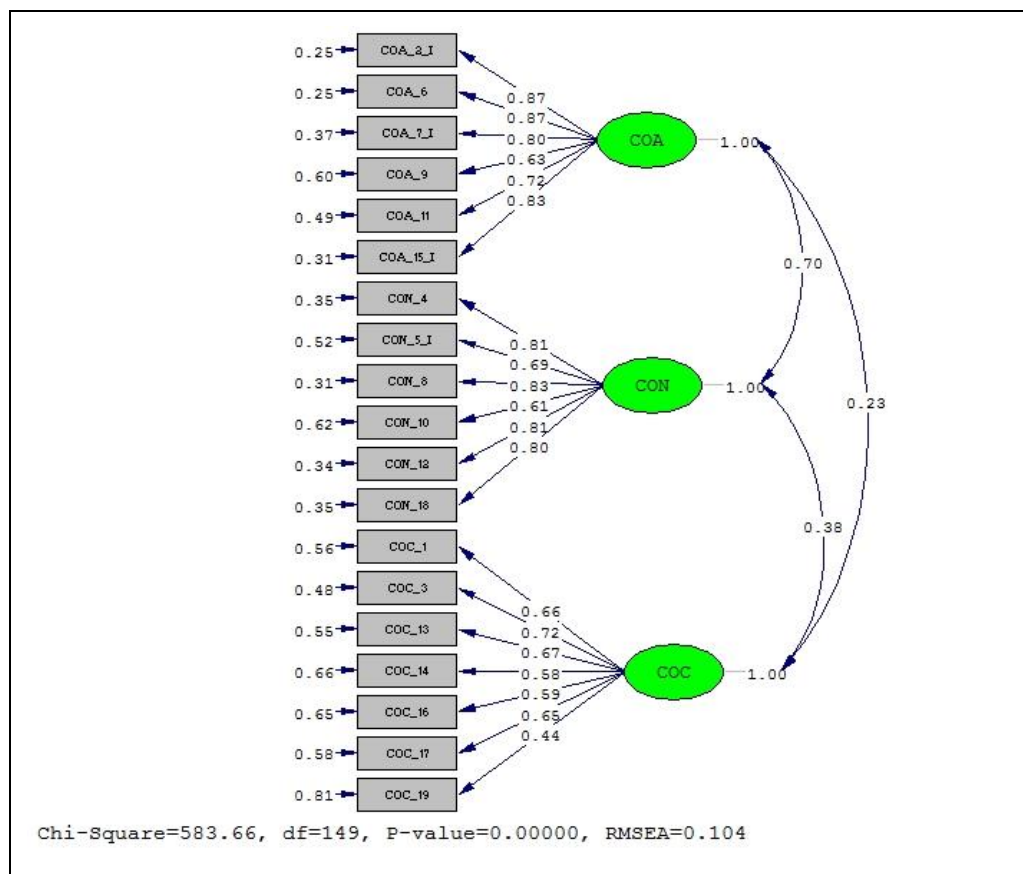 0.25 COA_2_I
0.25 COA_6
0.37 COA_7_I
0.60 COA_9
0.49 COA_11
0.31 COA_15_I
0.35 CON_4
0.52 CON_5_I
0.31 CON_8
0.62 CON_10
0.34 CON_12
0.35 CON_18
0.56 COC_1
0.48 COC_3
0.55 COC_13
0.66 COC_14
0.65 COC_16
0.58 COC_17
0.81 COC_19
0.87
0.87
0.80
0.63
0.72
0.83
COA 1.00
0.81
0.69
0.83
0.61
0.81
0.80
CON 1.00
0.66
0.72
0.67
0.58
0.59
0.65
0.44
COC 1.00
0.70
0.23
0.38
Chi-Square=583.66, df=149, P-value=0.00000, RMSEA=0.104